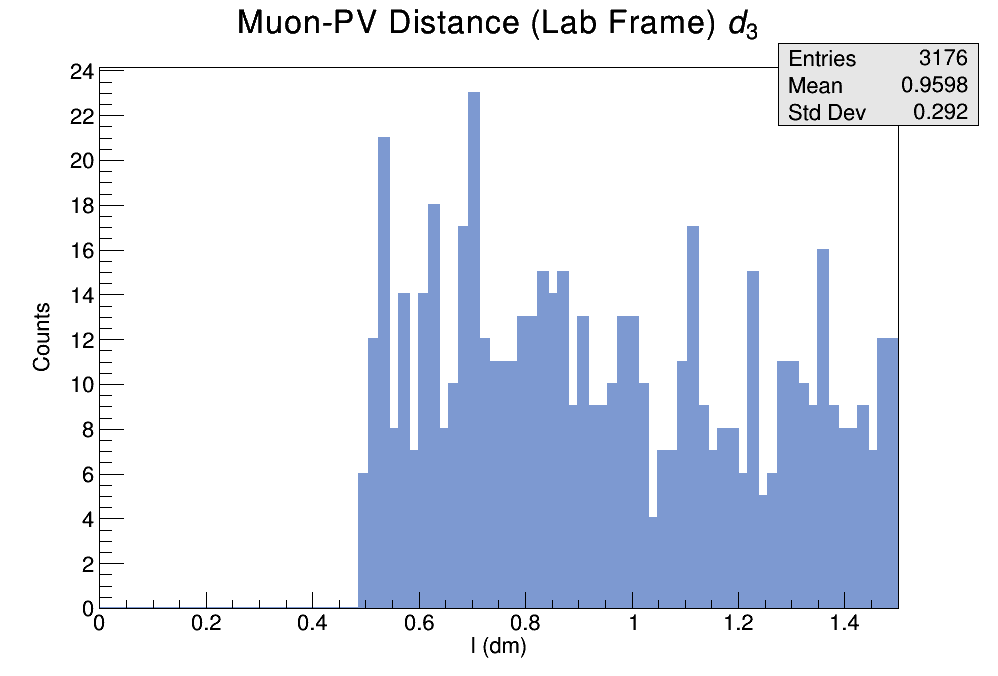 Muon-PV Distance (Lab Frame) d₃
Entries 3176
Mean 0.9598
Std Dev 0.292
24
22
20
18
16
14
12
10
8
6
4
2
0
Counts
0 0.2 0.4 0.6 0.8 1 1.2 1.4
l (dm)